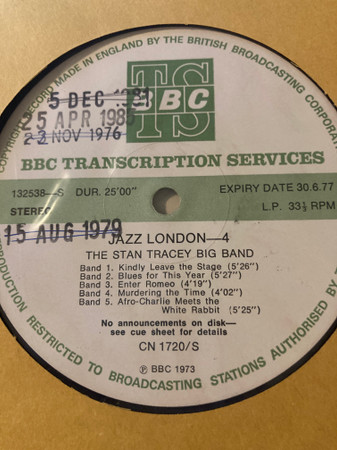 COPYRIGHT RECORD MADE IN ENGLAND BY THE BRITISH BROADCASTING CORPORATION
TS
BBC
5 DEC 1981
25 APR 1985
23 NOV 1976
BBC TRANSCRIPTION SERVICES
132538—S DUR. 25'00" EXPIRY DATE 30.6.77
STEREO L.P. 33⅓ RPM
15 AUG 1979
JAZZ LONDON—4
THE STAN TRACEY BIG BAND
Band 1. Kindly Leave the Stage (5'26")
Band 2. Blues for This Year (5'27")
Band 3. Enter Romeo (4'19")
Band 4. Murdering the Time (4'02")
Band 5. Afro-Charlie Meets the
White Rabbit (5'25")
No announcements on disk—
see cue sheet for details
CN 1720/S
Ⓟ BBC 1973
REPRODUCTION RESTRICTED TO BROADCASTING STATIONS AUTHORISED BY